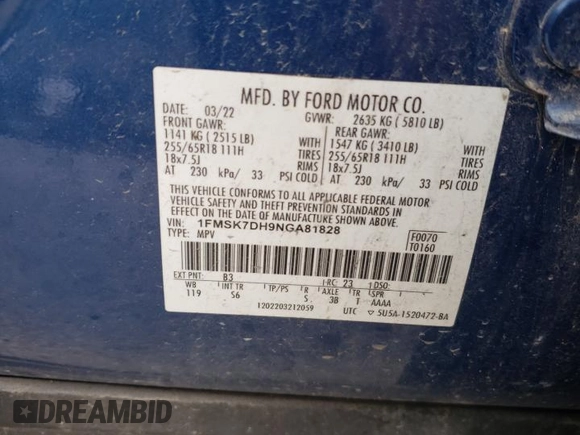 MFD. BY FORD MOTOR CO.
DATE: 03/22 GVWR: 2635 KG ( 5810 LB)
FRONT GAWR: REAR GAWR:
1141 KG ( 2515 LB) WITH 1547 KG ( 3410 LB) WITH
255/65R18 111H TIRES 255/65R18 111H TIRES
18x7.5J RIMS 18x7.5J RIMS
AT 230 kPa/ 33 PSI COLD AT 230 kPa/ 33 PSI COLD
THIS VEHICLE CONFORMS TO ALL APPLICABLE FEDERAL MOTOR
VEHICLE SAFETY AND THEFT PREVENTION STANDARDS IN
EFFECT ON THE DATE OF MANUFACTURE SHOWN ABOVE.
VIN: 1FMSK7DH9NGA81828 F0070
TYPE: MPV T0160
EXT PNT: B3 RC: 23 DSO:
WB INT TR TP/PS R AXLE TR SPR
119 S6 S 3B T AAAA
1202203212059 UTC ▽ SU5A-1520472-BA
DREAMBID